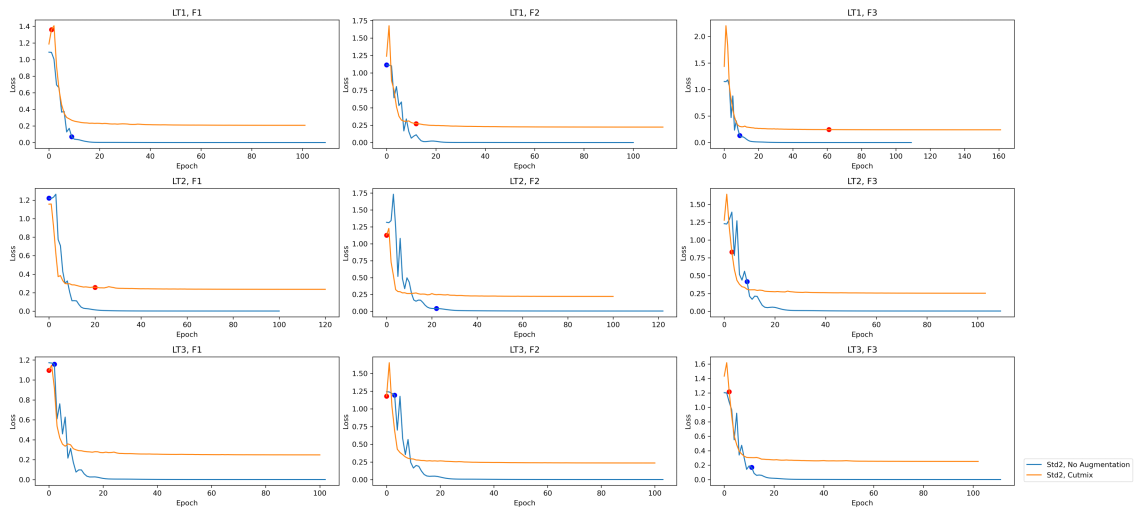 LT1, F1
LT1, F2
LT1, F3
Loss
1.4
1.2
1.0
0.8
0.6
0.4
0.2
0.0
0 20 40 60 80 100
Epoch
Loss
1.75
1.50
1.25
1.00
0.75
0.50
0.25
0.00
0 20 40 60 80 100
Epoch
Loss
2.0
1.5
1.0
0.5
0.0
0 20 40 60 80 100 120 140 160
Epoch
LT2, F1
LT2, F2
LT2, F3
Loss
1.2
1.0
0.8
0.6
0.4
0.2
0.0
0 20 40 60 80 100 120
Epoch
Loss
1.75
1.50
1.25
1.00
0.75
0.50
0.25
0.00
0 20 40 60 80 100 120
Epoch
Loss
1.50
1.25
1.00
0.75
0.50
0.25
0.00
0 20 40 60 80 100
Epoch
LT3, F1
LT3, F2
LT3, F3
Loss
1.2
1.0
0.8
0.6
0.4
0.2
0.0
0 20 40 60 80 100
Epoch
Loss
1.50
1.25
1.00
0.75
0.50
0.25
0.00
0 20 40 60 80 100
Epoch
Loss
1.6
1.4
1.2
1.0
0.8
0.6
0.4
0.2
0.0
0 20 40 60 80 100
Epoch
Std2, No Augmentation
Std2, Cutmix